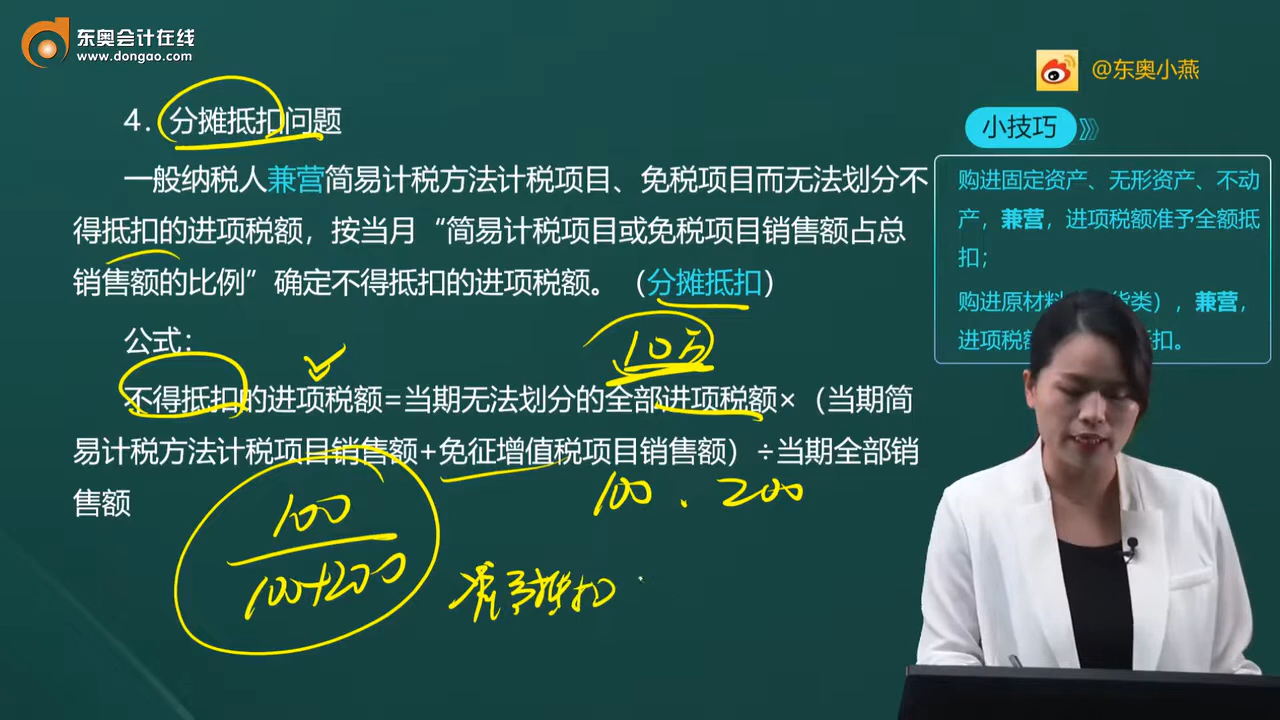 东奥会计在线
www.dongao.com
@东奥小燕
4. 分摊抵扣问题
一般纳税人兼营简易计税方法计税项目、免税项目而无法划分不
得抵扣的进项税额，按当月“简易计税项目或免税项目销售额占总
销售额的比例”确定不得抵扣的进项税额。（分摊抵扣）
公式：
10万
不得抵扣的进项税额=当期无法划分的全部进项税额×（当期简
易计税方法计税项目销售额+免征增值税项目销售额）÷当期全部销
售额
100 . 200
100
100+200
准予抵扣
小技巧
购进固定资产、无形资产、不动
产，兼营，进项税额准予全额抵
扣；
购进原材料 货类），兼营，
进项税 扣。